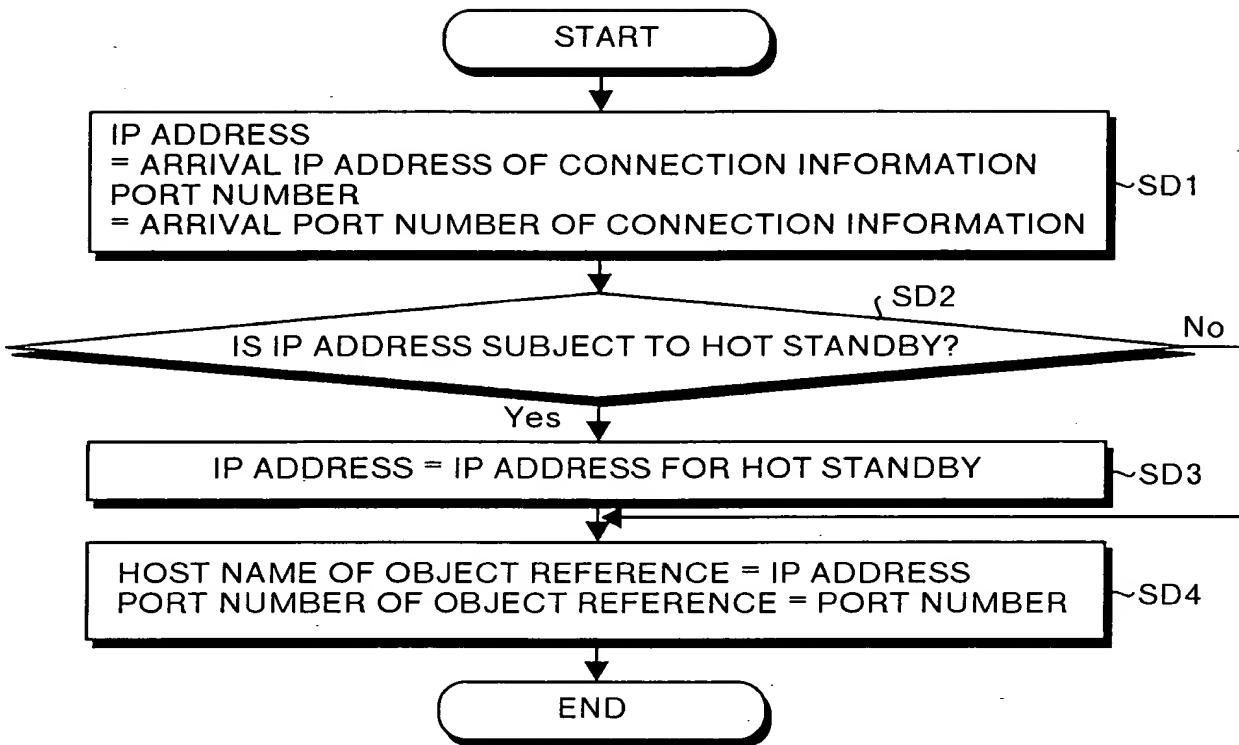 START
IP ADDRESS
= ARRIVAL IP ADDRESS OF CONNECTION INFORMATION
PORT NUMBER
= ARRIVAL PORT NUMBER OF CONNECTION INFORMATION
SD1
SD2
IS IP ADDRESS SUBJECT TO HOT STANDBY?
No
Yes
IP ADDRESS = IP ADDRESS FOR HOT STANDBY
SD3
HOST NAME OF OBJECT REFERENCE = IP ADDRESS
PORT NUMBER OF OBJECT REFERENCE = PORT NUMBER
SD4
END